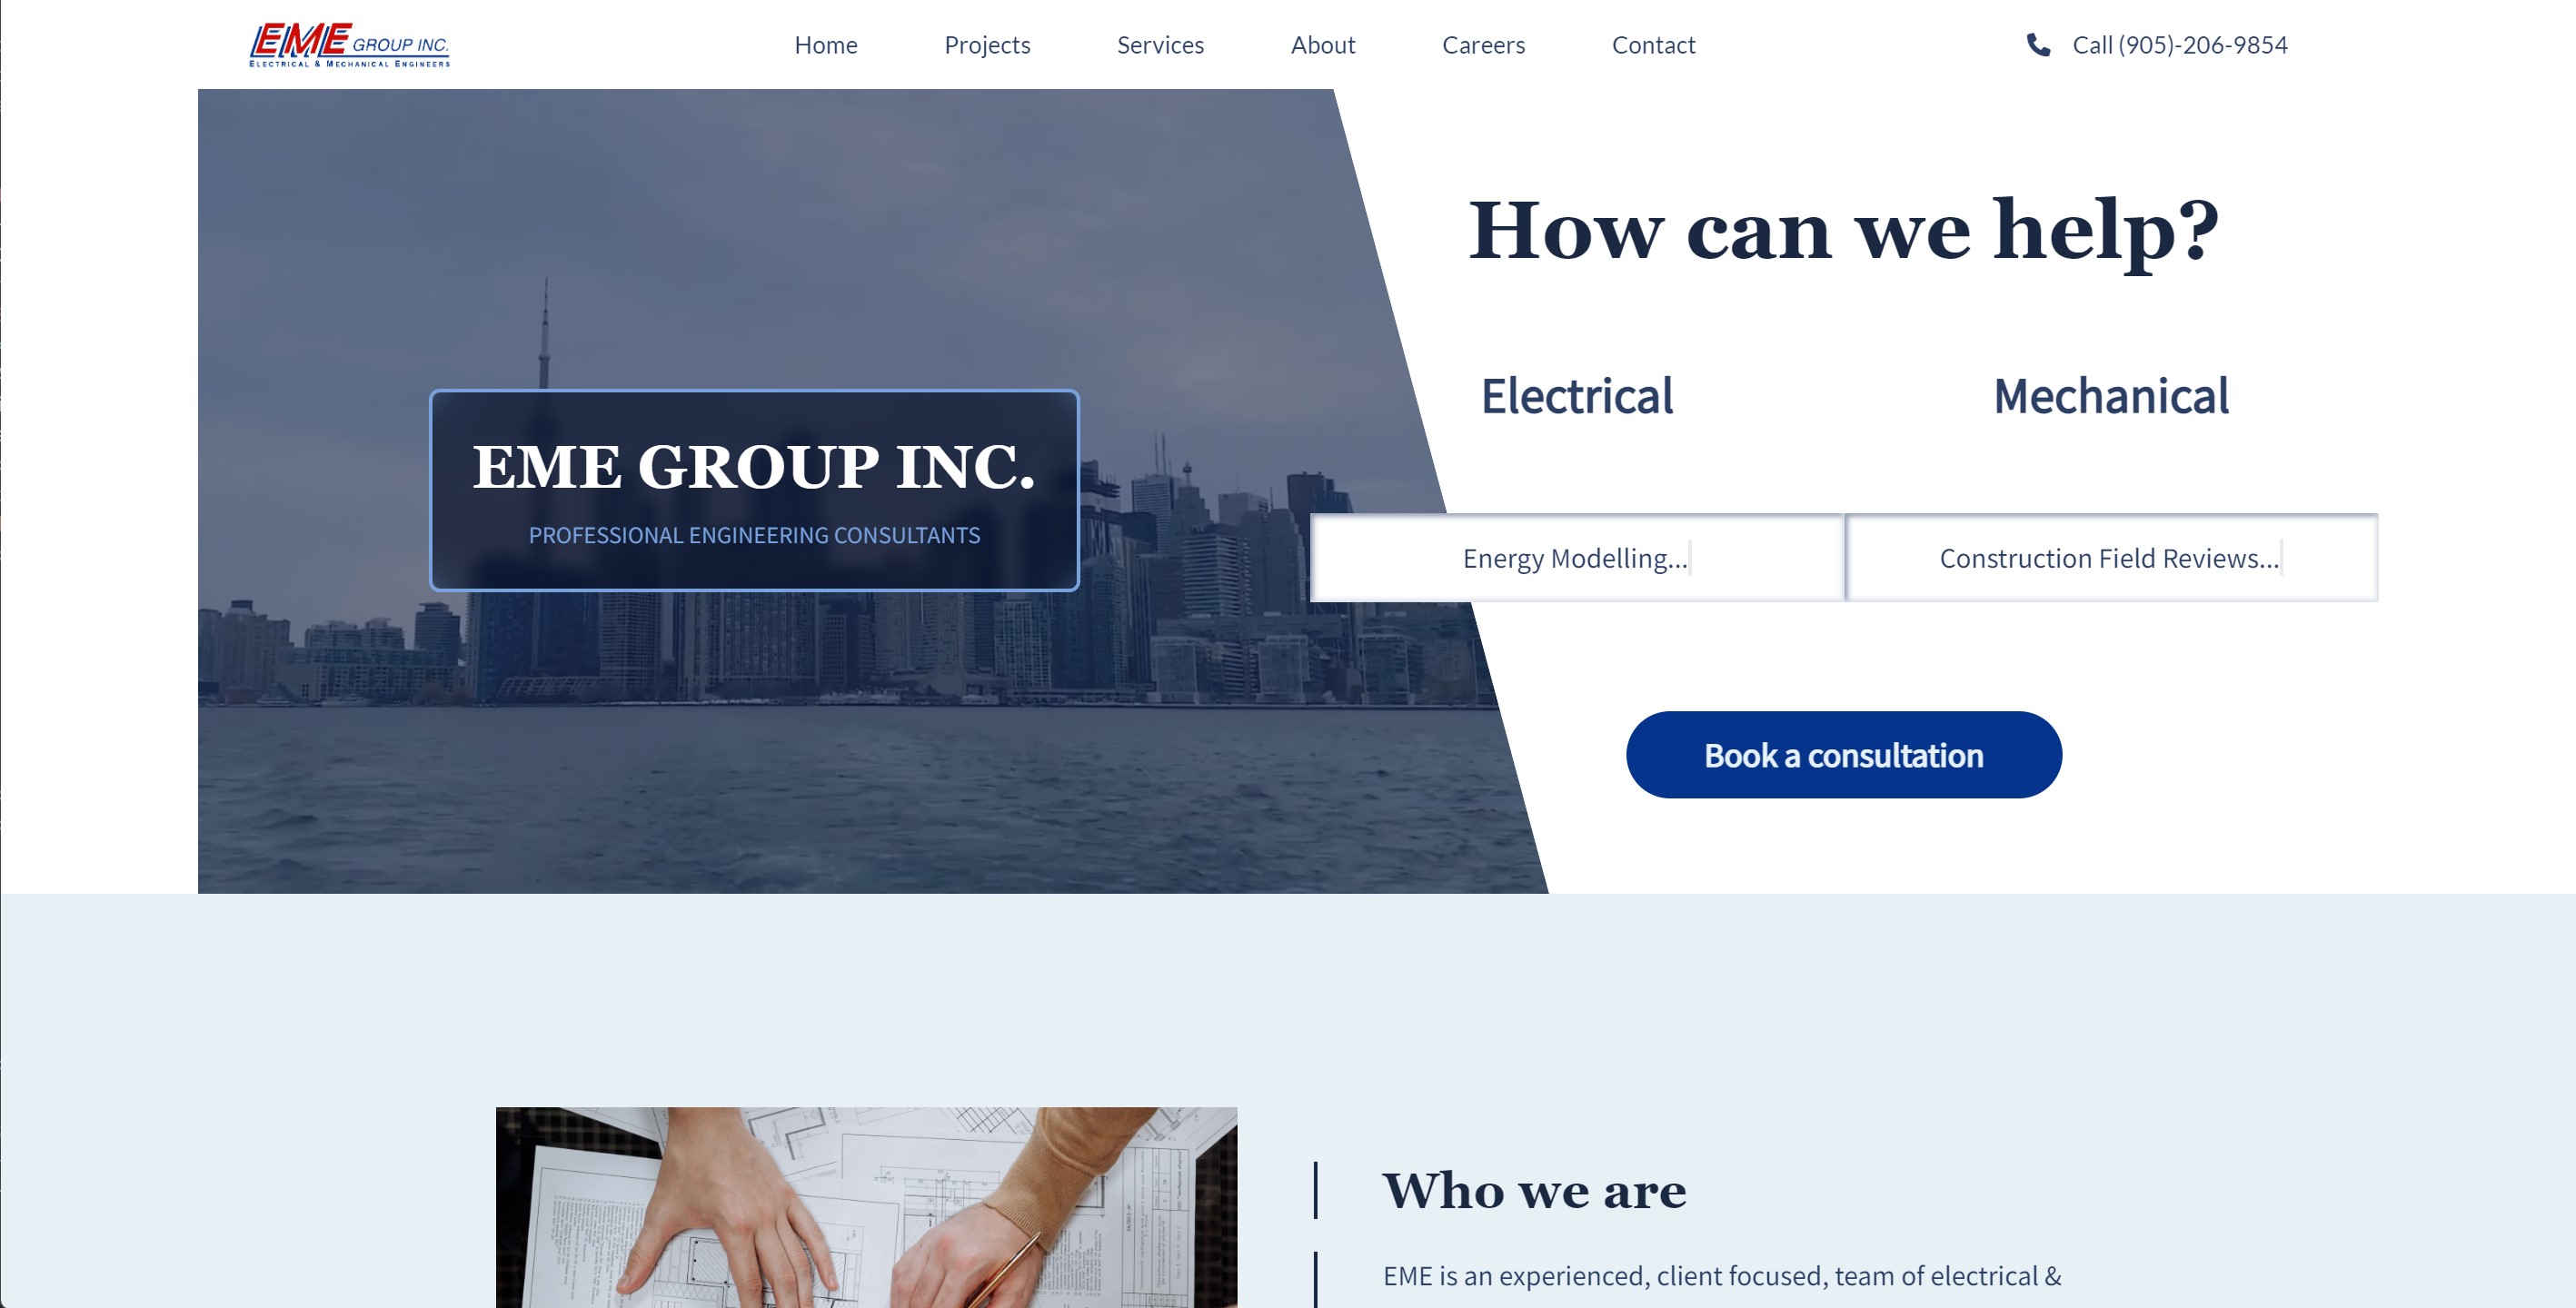 EME GROUP INC.
ELECTRICAL & MECHANICAL ENGINEERS
Home
Projects
Services
About
Careers
Contact
Call (905)-206-9854
EME GROUP INC.
PROFESSIONAL ENGINEERING CONSULTANTS
How can we help?
Electrical
Mechanical
Energy Modelling...
Construction Field Reviews...
Book a consultation
Who we are
EME is an experienced, client focused, team of electrical &